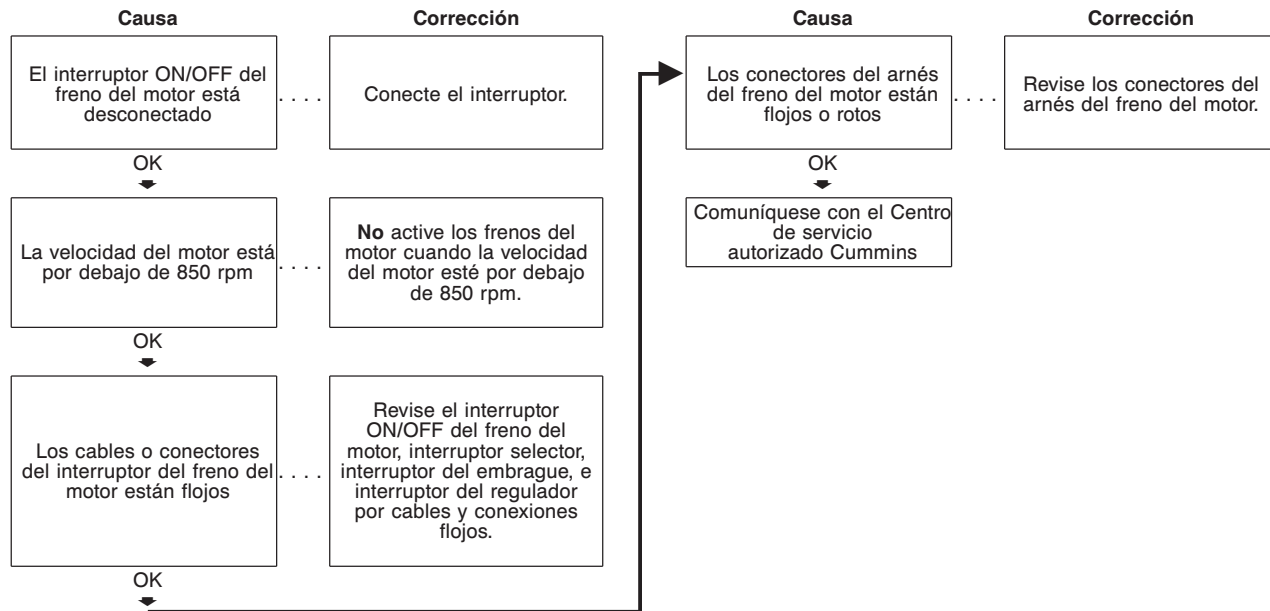 Causa
Corrección
El interruptor ON/OFF del
freno del motor está
desconectado
. . . .
Conecte el interruptor.
OK
La velocidad del motor está
por debajo de 850 rpm
. . . .
No active los frenos del
motor cuando la velocidad
del motor esté por debajo
de 850 rpm.
OK
Los cables o conectores
del interruptor del freno del
motor están flojos
. . . .
Revise el interruptor
ON/OFF del freno del
motor, interruptor selector,
interruptor del embrague, e
interruptor del regulador
por cables y conexiones
flojos.
OK
Causa
Corrección
Los conectores del arnés
del freno del motor están
flojos o rotos
. . . .
Revise los conectores del
arnés del freno del motor.
OK
Comuníquese con el Centro
de servicio
autorizado Cummins